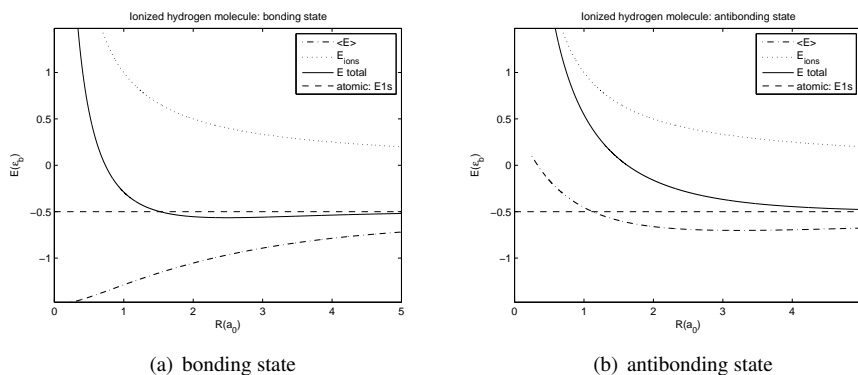 Ionized hydrogen molecule: bonding state
<E>
E_ions
E total
atomic: E1s
1
0.5
0
−0.5
−1
E(ε_b)
0 1 2 3 4 5
R(a_0)
(a) bonding state
Ionized hydrogen molecule: antibonding state
<E>
E_ions
E total
atomic: E1s
1
0.5
0
−0.5
−1
E(ε_b)
0 1 2 3 4
R(a_0)
(b) antibonding state